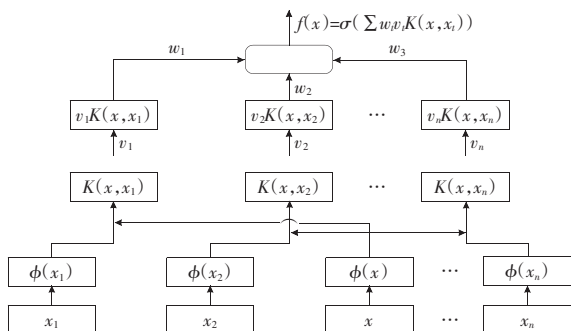 f(x)=σ(∑wᵢvᵢK(x,xᵢ))
w₁ w₃
w₂
v₁K(x,x₁) v₂K(x,x₂) … vₙK(x,xₙ)
v₁ v₂ vₙ
K(x,x₁) K(x,x₂) … K(x,xₙ)
ϕ(x₁) ϕ(x₂) ϕ(x) … ϕ(xₙ)
x₁ x₂ x … xₙ